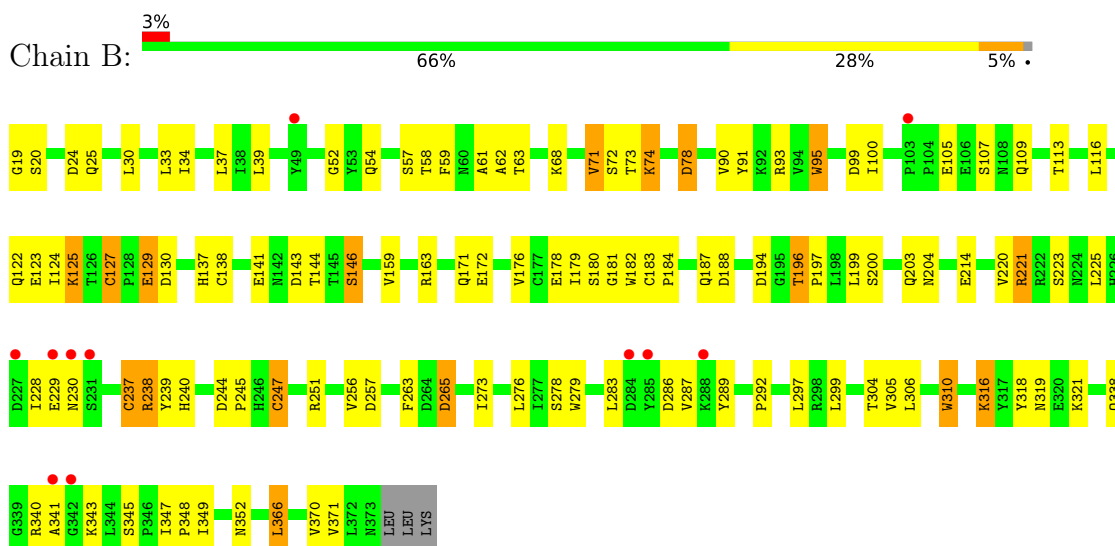 3%
Chain B:
66% 28% 5% •
G19 S20 D24 Q25 L30 L33 I34 L37 I38 L39 Y49 G52 Y53 Q54 S57 T58 F59 N60 A61 A62 T63 K68 V71 S72 T73 K74 D78 V90 Y91 K92 R93 V94 W95 D99 I100 P103 P104 E105 E106 S107 N108 Q109 T113 L116
Q122 E123 I124 K125 T126 C127 P128 E129 D130 H137 C138 E141 N142 D143 T144 T145 S146 V159 R163 Q171 E172 V176 C177 E178 I179 S180 G181 W182 C183 P184 Q187 D188 D194 G195 T196 P197 L198 L199 S200 Q203 N204 E214 V220 R221 R222 S223 N224 L225 H226
D227 I228 E229 N230 S231 C237 R238 Y239 H240 D244 P245 H246 C247 R251 V256 D257 F263 D264 D265 I273 L276 I277 S278 W279 L283 D284 Y285 D286 V287 K288 Y289 P292 L297 R298 L299 T304 V305 L306 W310 K316 Y317 Y318 N319 E320 K321 Q338
G339 R340 A341 G342 K343 L344 S345 P346 I347 P348 I349 N352 L366 V370 V371 L372 N373 LEU LEU LYS